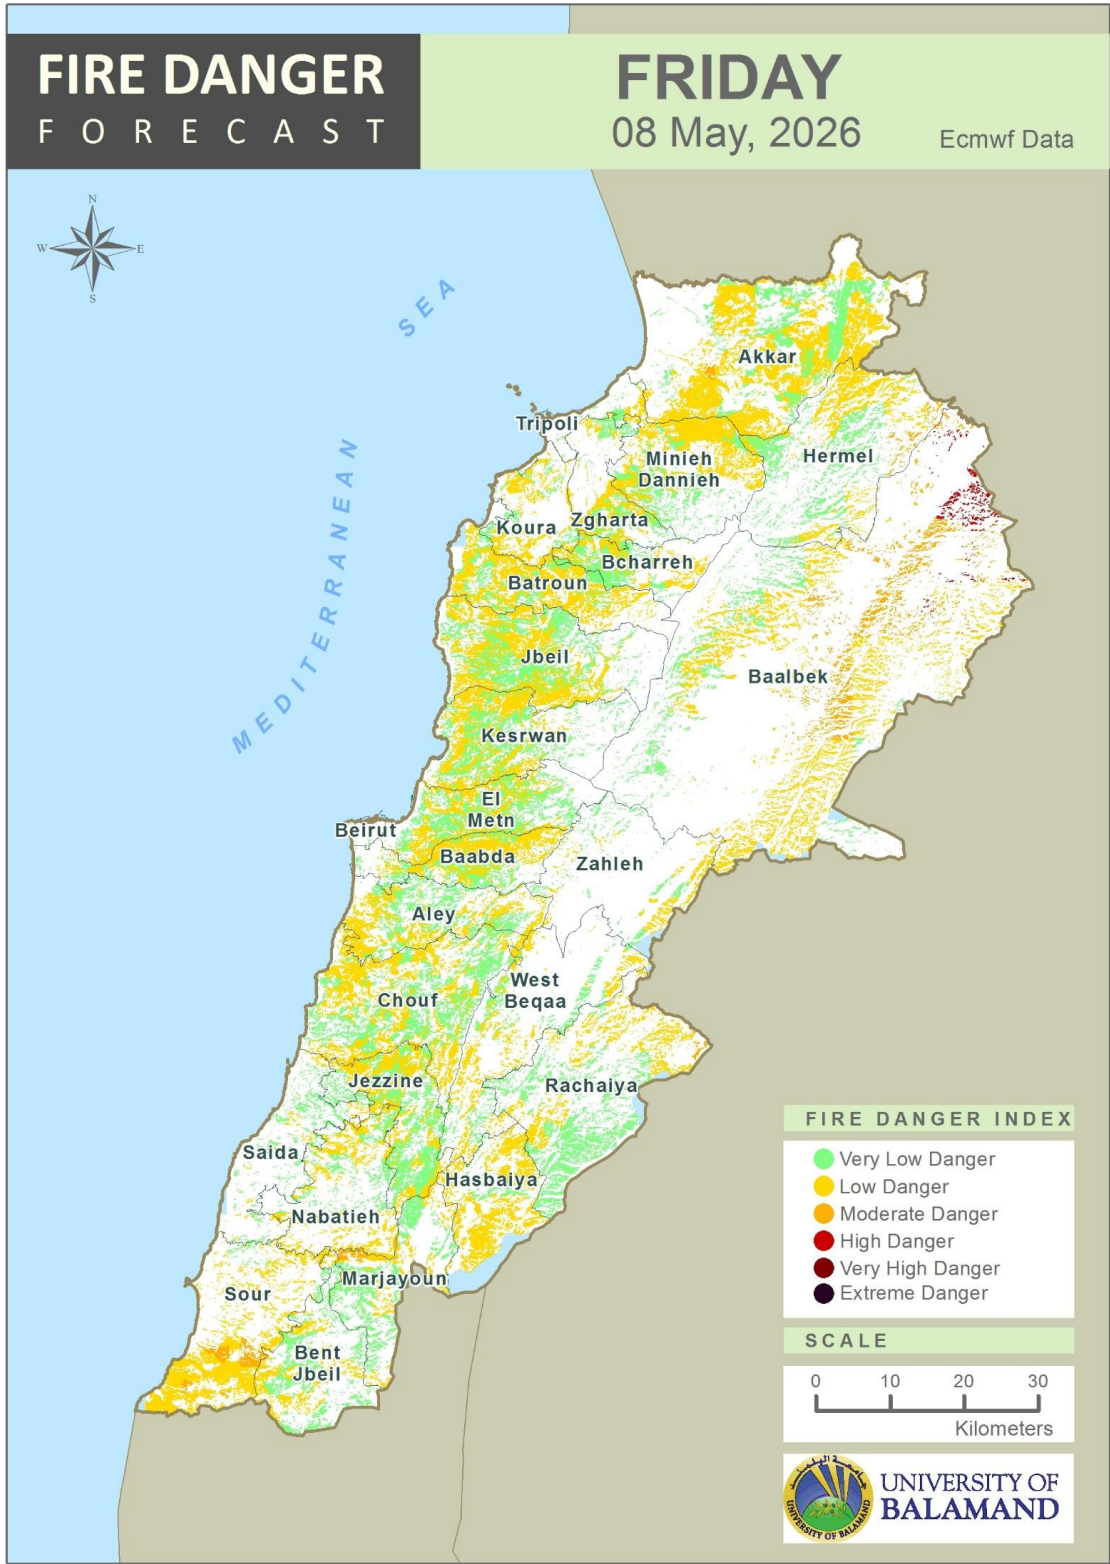 FIRE DANGER
FORECAST
FRIDAY
08 May, 2026
Ecmwf Data
N
W
E
S
SEA
MEDITERRANEAN
Akkar
Tripoli
Hermel
Minieh
Dannieh
Koura
Zgharta
Bcharreh
Batroun
Jbeil
Baalbek
Kesrwan
El
Metn
Beirut
Baabda
Zahleh
Aley
West
Beqaa
Chouf
Jezzine
Rachaiya
Saida
Hasbaiya
Nabatieh
Marjayoun
Sour
Bent
Jbeil
FIRE DANGER INDEX
Very Low Danger
Low Danger
Moderate Danger
High Danger
Very High Danger
Extreme Danger
SCALE
0 10 20 30
Kilometers
UNIVERSITY OF BALAMAND
UNIVERSITY OF
BALAMAND